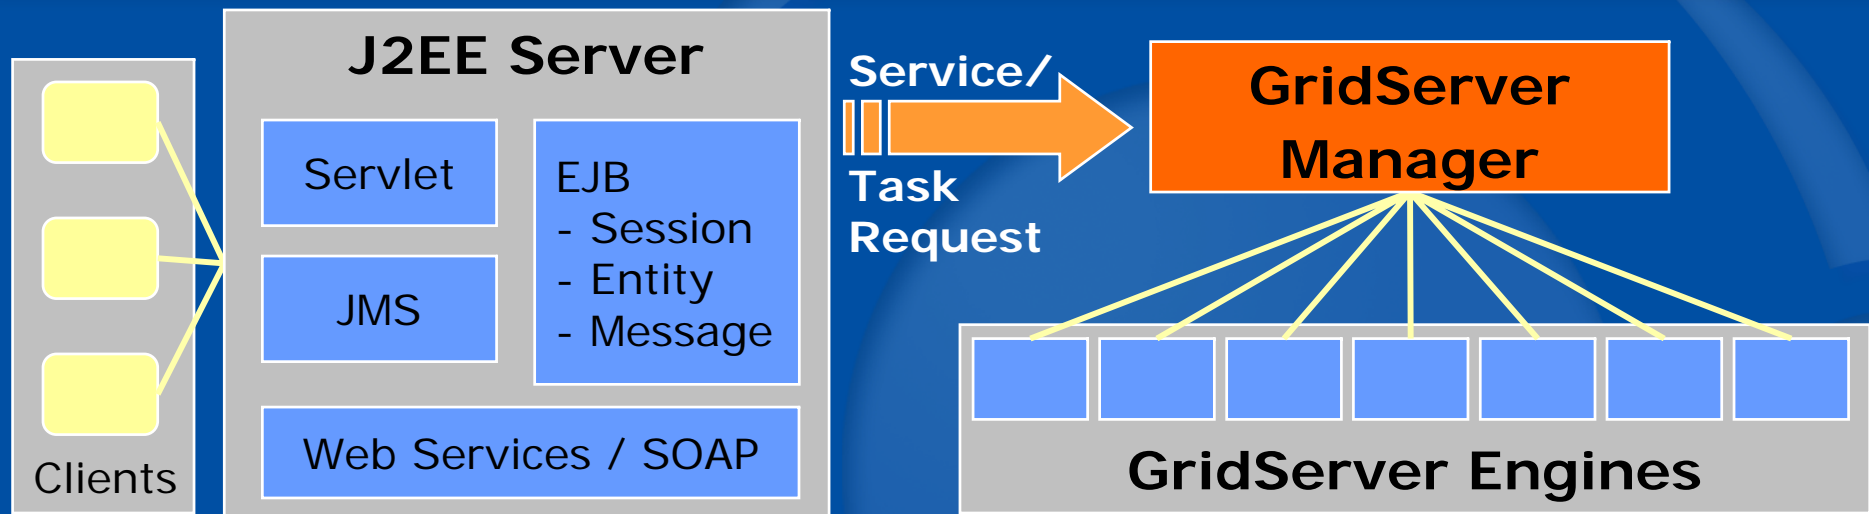 Clients
J2EE Server
Servlet
JMS
EJB
- Session
- Entity
- Message
Web Services / SOAP
Service/
Task
Request
GridServer
Manager
GridServer Engines